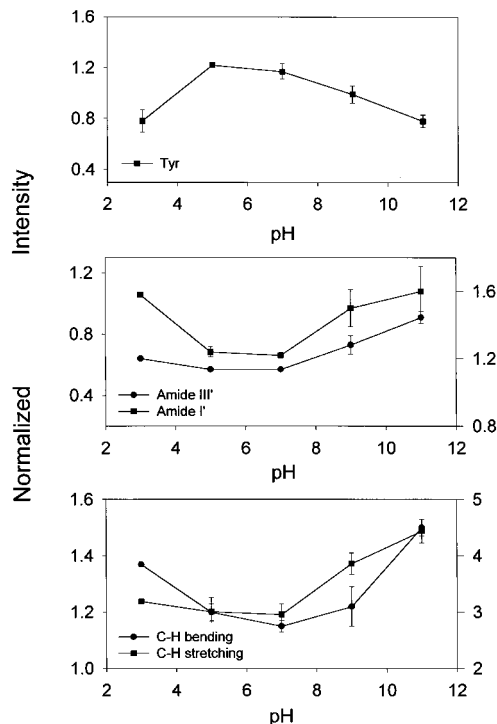 Normalized Intensity
1.6
1.2
0.8
0.4
Tyr
2 4 6 8 10 12
pH
1.2
0.8
0.4
1.6
1.2
0.8
Amide III'
Amide I'
2 4 6 8 10 12
pH
1.6
1.4
1.2
1.0
5
4
3
2
C-H bending
C-H stretching
2 4 6 8 10 12
pH